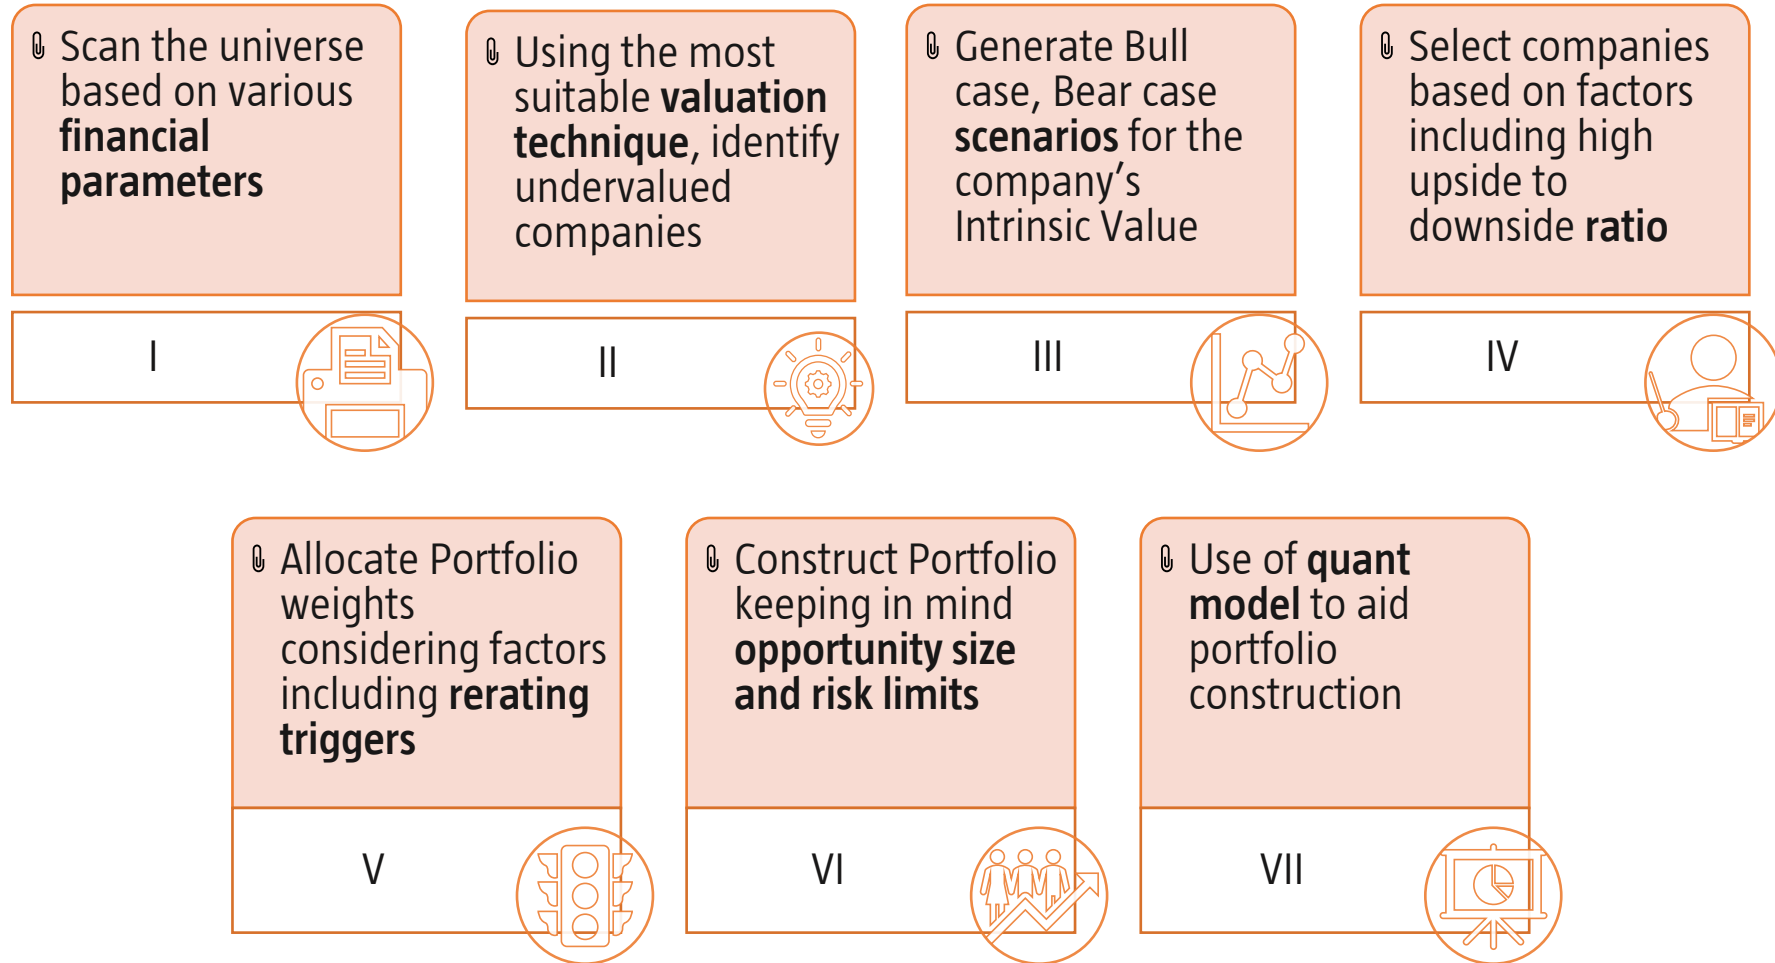 Scan the universe
based on various
financial
parameters
I
Using the most
suitable valuation
technique, identify
undervalued
companies
II
Generate Bull
case, Bear case
scenarios for the
company's
Intrinsic Value
III
Select companies
based on factors
including high
upside to
downside ratio
IV
Allocate Portfolio
weights
considering factors
including rerating
triggers
V
Construct Portfolio
keeping in mind
opportunity size
and risk limits
VI
Use of quant
model to aid
portfolio
construction
VII